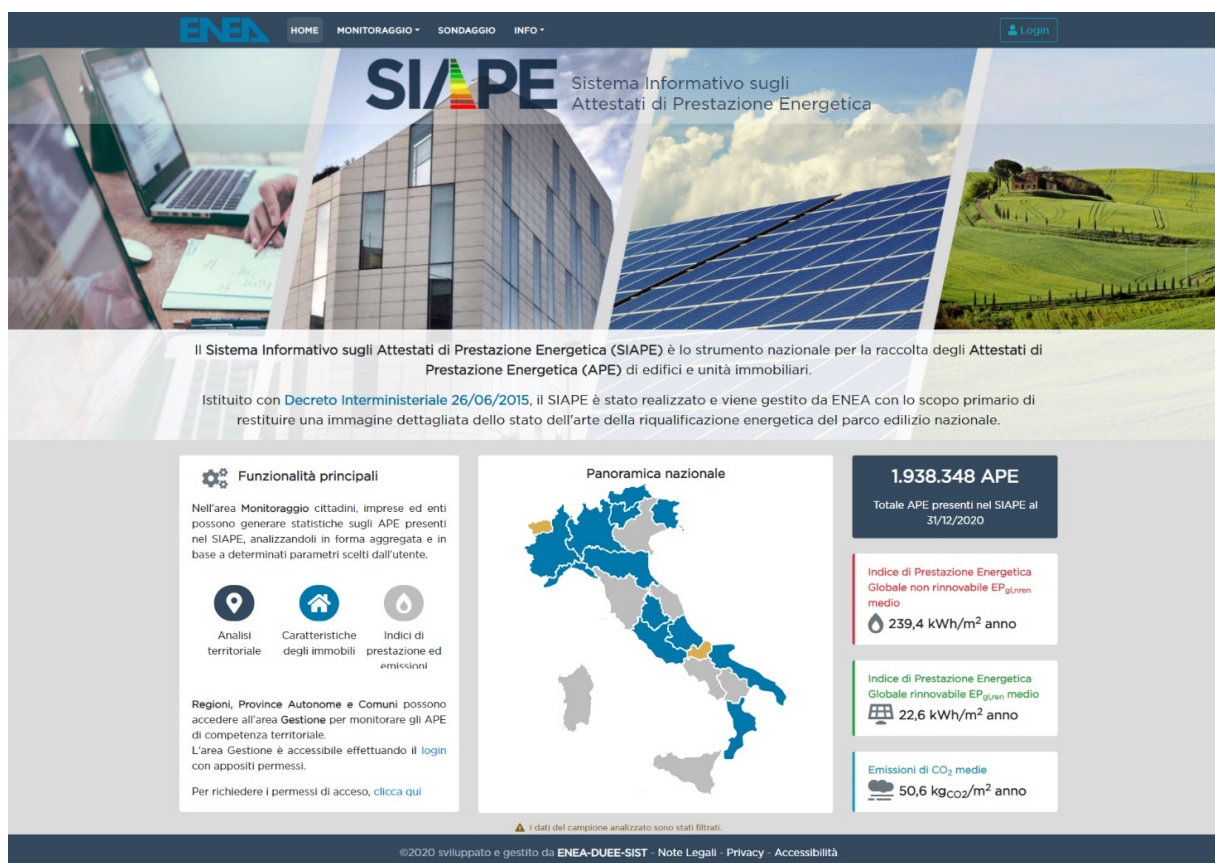 ENEA
HOME
MONITORAGGIO
SONDAGGIO
INFO
Login
SIAPE
Sistema Informativo sugli
Attestati di Prestazione Energetica
Il Sistema Informativo sugli Attestati di Prestazione Energetica (SIAPE) è lo strumento nazionale per la raccolta degli Attestati di
Prestazione Energetica (APE) di edifici e unità immobiliari.
Istituito con Decreto Interministeriale 26/06/2015, il SIAPE è stato realizzato e viene gestito da ENEA con lo scopo primario di
restituire una immagine dettagliata dello stato dell'arte della riqualificazione energetica del parco edilizio nazionale.
Funzionalità principali
Nell'area Monitoraggio cittadini, imprese ed enti
possono generare statistiche sugli APE presenti
nel SIAPE, analizzandoli in forma aggregata e in
base a determinati parametri scelti dall'utente.
Analisi
territoriale
Caratteristiche
degli immobili
Indici di
prestazione ed
emissioni
Regioni, Province Autonome e Comuni possono
accedere all'area Gestione per monitorare gli APE
di competenza territoriale.
L'area Gestione è accessibile effettuando il login
con appositi permessi.
Per richiedere i permessi di acceso, clicca qui
Panoramica nazionale
1.938.348 APE
Totale APE presenti nel SIAPE al
31/12/2020
Indice di Prestazione Energetica
Globale non rinnovabile EPgl,nren
medio
239,4 kWh/m² anno
Indice di Prestazione Energetica
Globale rinnovabile EPgl,ren medio
22,6 kWh/m² anno
Emissioni di CO₂ medie
50,6 kgCO2/m² anno
I dati del campione analizzato sono stati filtrati.
©2020 sviluppato e gestito da ENEA-DUEE-SIST - Note Legali - Privacy - Accessibilità